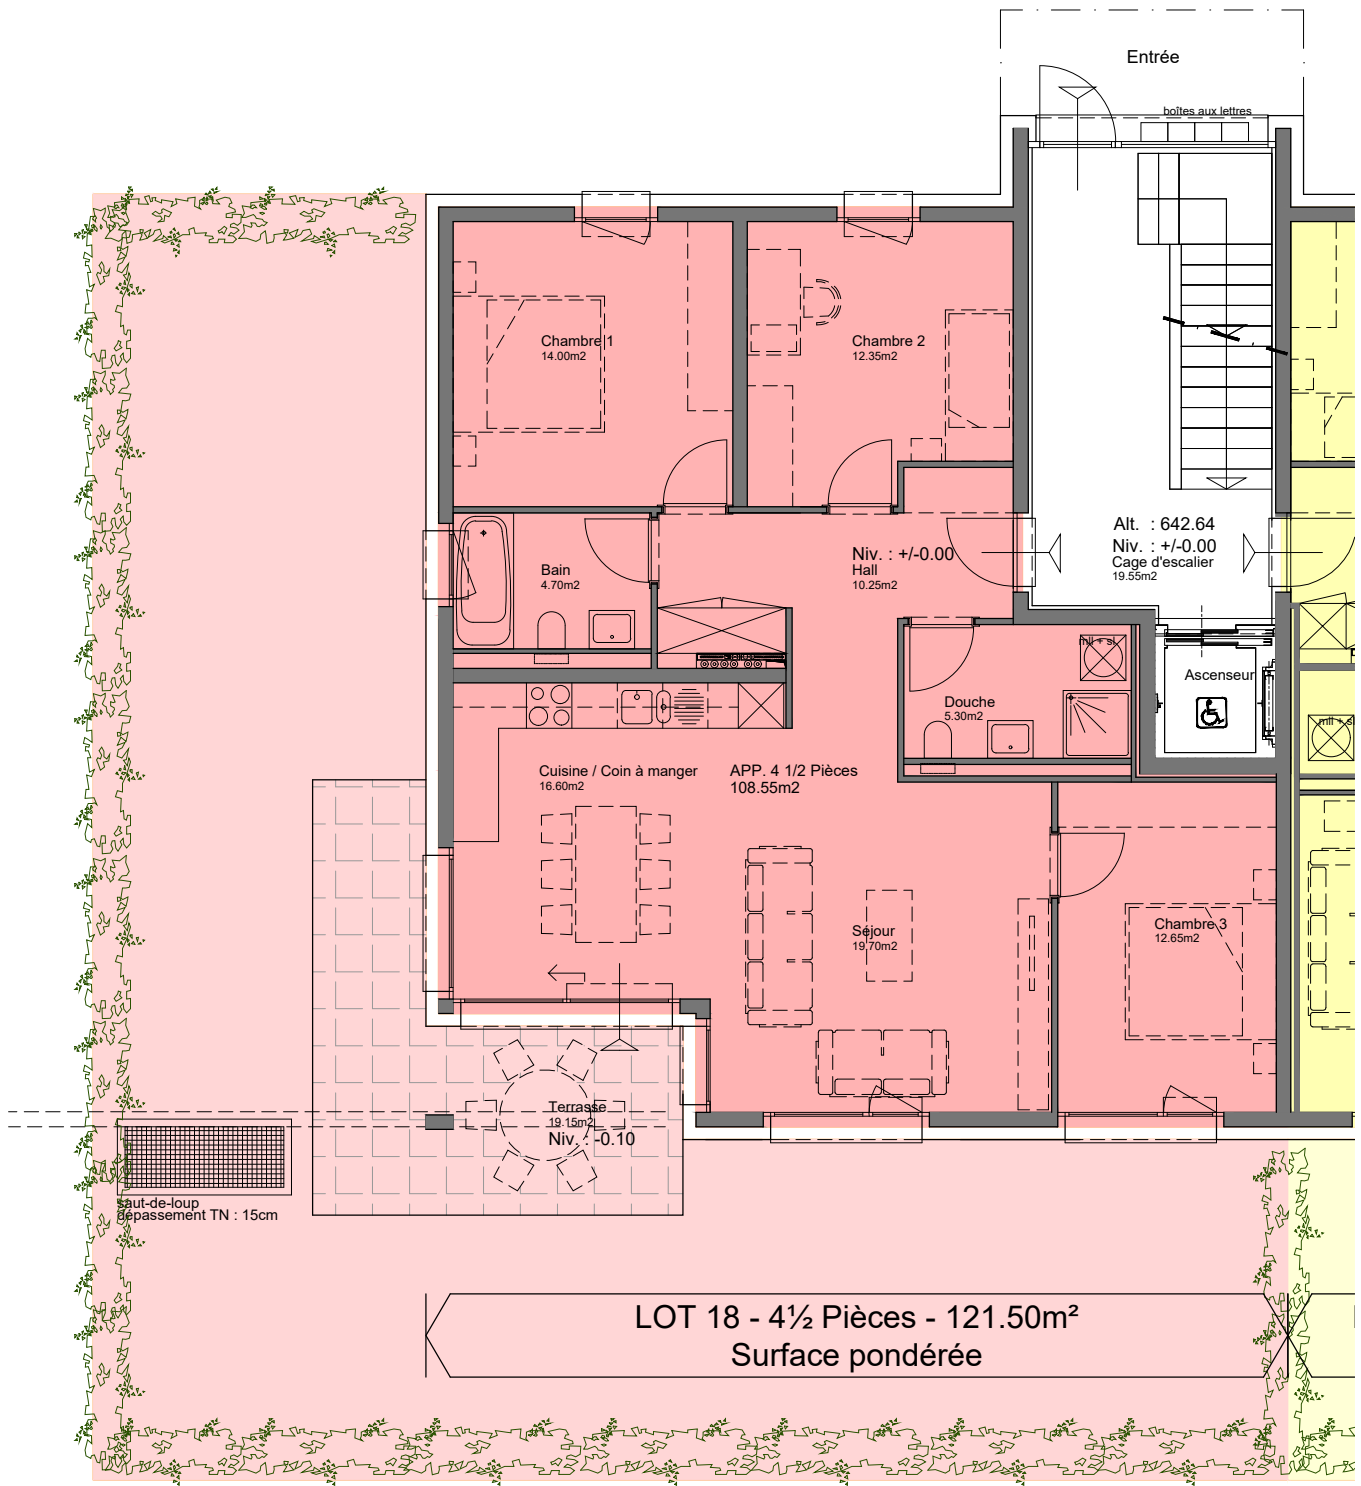 Entrée
boîtes aux lettres
Chambre 1
14.00m2
Chambre 2
12.35m2
Alt. : 642.64
Niv. : +/-0.00
Cage d'escalier
19.55m2
Niv. : +/-0.00
Hall
10.25m2
Bain
4.70m2
Ascenseur
Douche
5.30m2
Cuisine / Coin à manger
16.60m2
APP. 4 1/2 Pièces
108.55m2
Séjour
19.70m2
Chambre 3
12.65m2
Terrasse
19.15m2
Niv. : -0.10
saut-de-loup
dépassement TN : 15cm
LOT 18 - 4½ Pièces - 121.50m²
Surface pondérée